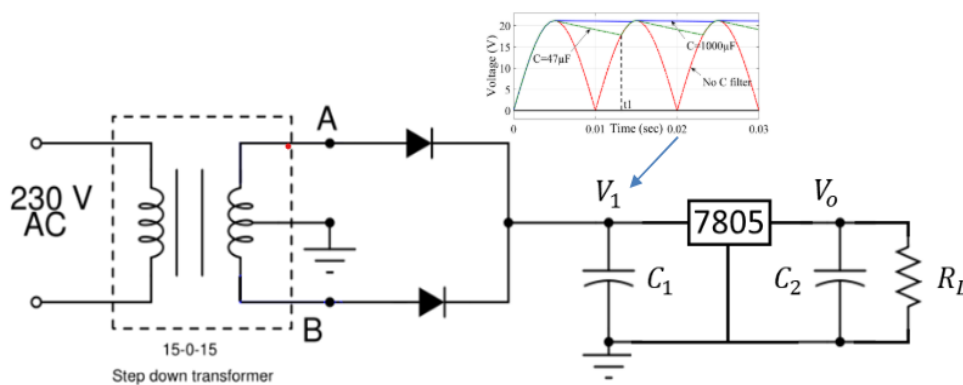 20
15
10
5
0
Voltage (V)
C=47μF
C=1000μF
No C filter
t1
0
0.01
Time (sec)
0.02
0.03
A
230 V
AC
B
15-0-15
Step down transformer
V₁
7805
Vₒ
C₁
C₂
R_L